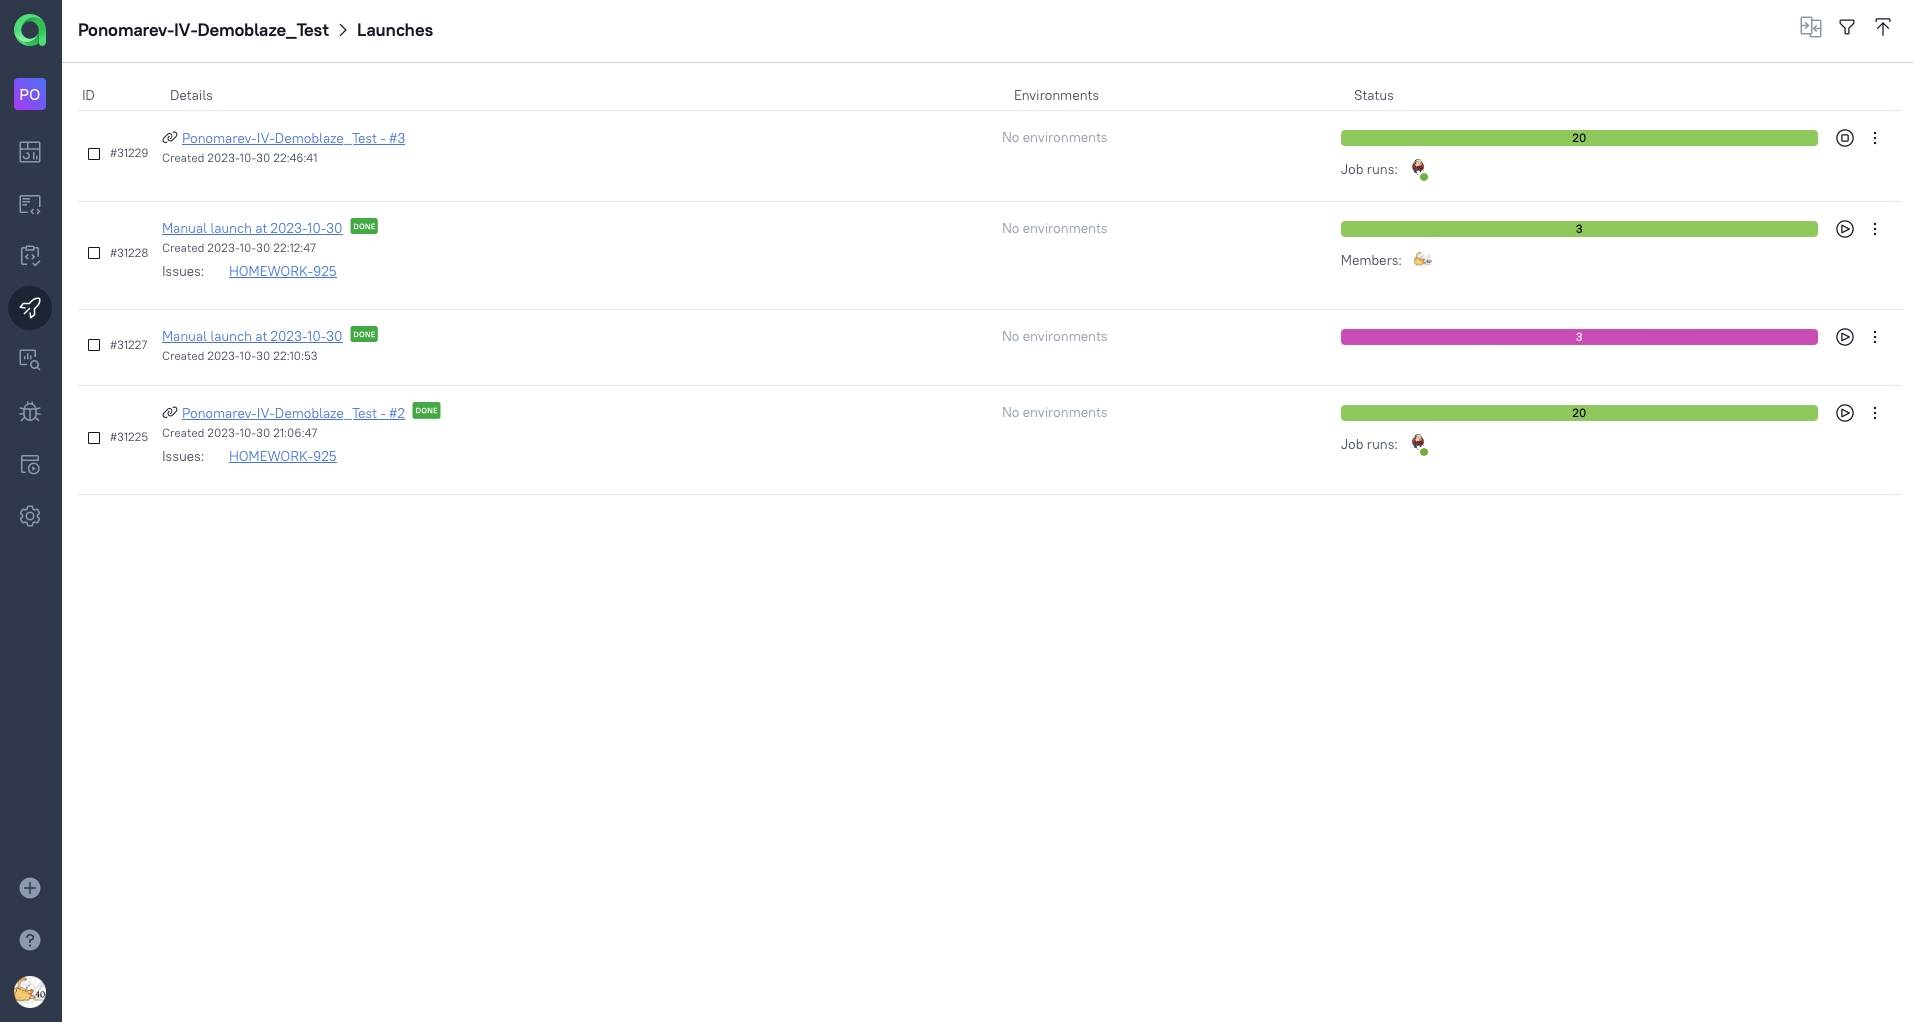 Ponomarev-IV-Demoblaze_Test > Launches
PO
ID Details Environments Status
#31229 Ponomarev-IV-Demoblaze_Test - #3 No environments 20
Created 2023-10-30 22:46:41
Job runs:
#31228 Manual launch at 2023-10-30 DONE No environments 3
Created 2023-10-30 22:12:47
Issues: HOMEWORK-925
Members:
#31227 Manual launch at 2023-10-30 DONE No environments 3
Created 2023-10-30 22:10:53
#31225 Ponomarev-IV-Demoblaze_Test - #2 DONE No environments 20
Created 2023-10-30 21:06:47
Issues: HOMEWORK-925
Job runs: